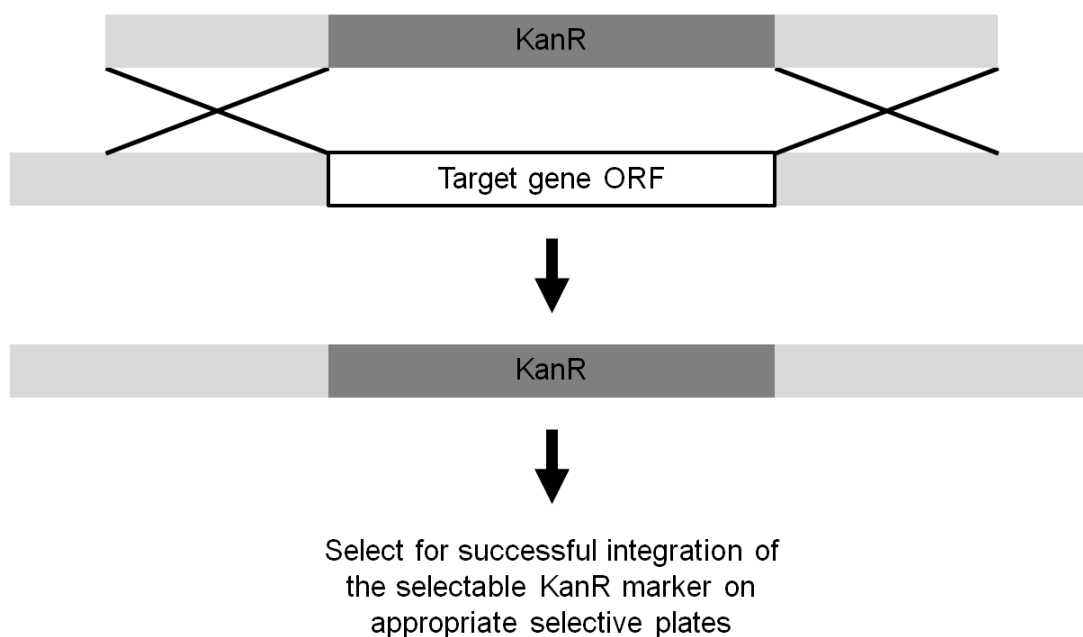 KanR
Target gene ORF
KanR
Select for successful integration of
the selectable KanR marker on
appropriate selective plates